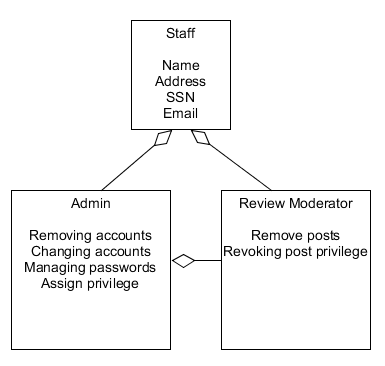 Staff
Name
Address
SSN
Email
Admin
Removing accounts
Changing accounts
Managing passwords
Assign privilege
Review Moderator
Remove posts
Revoking post privilege